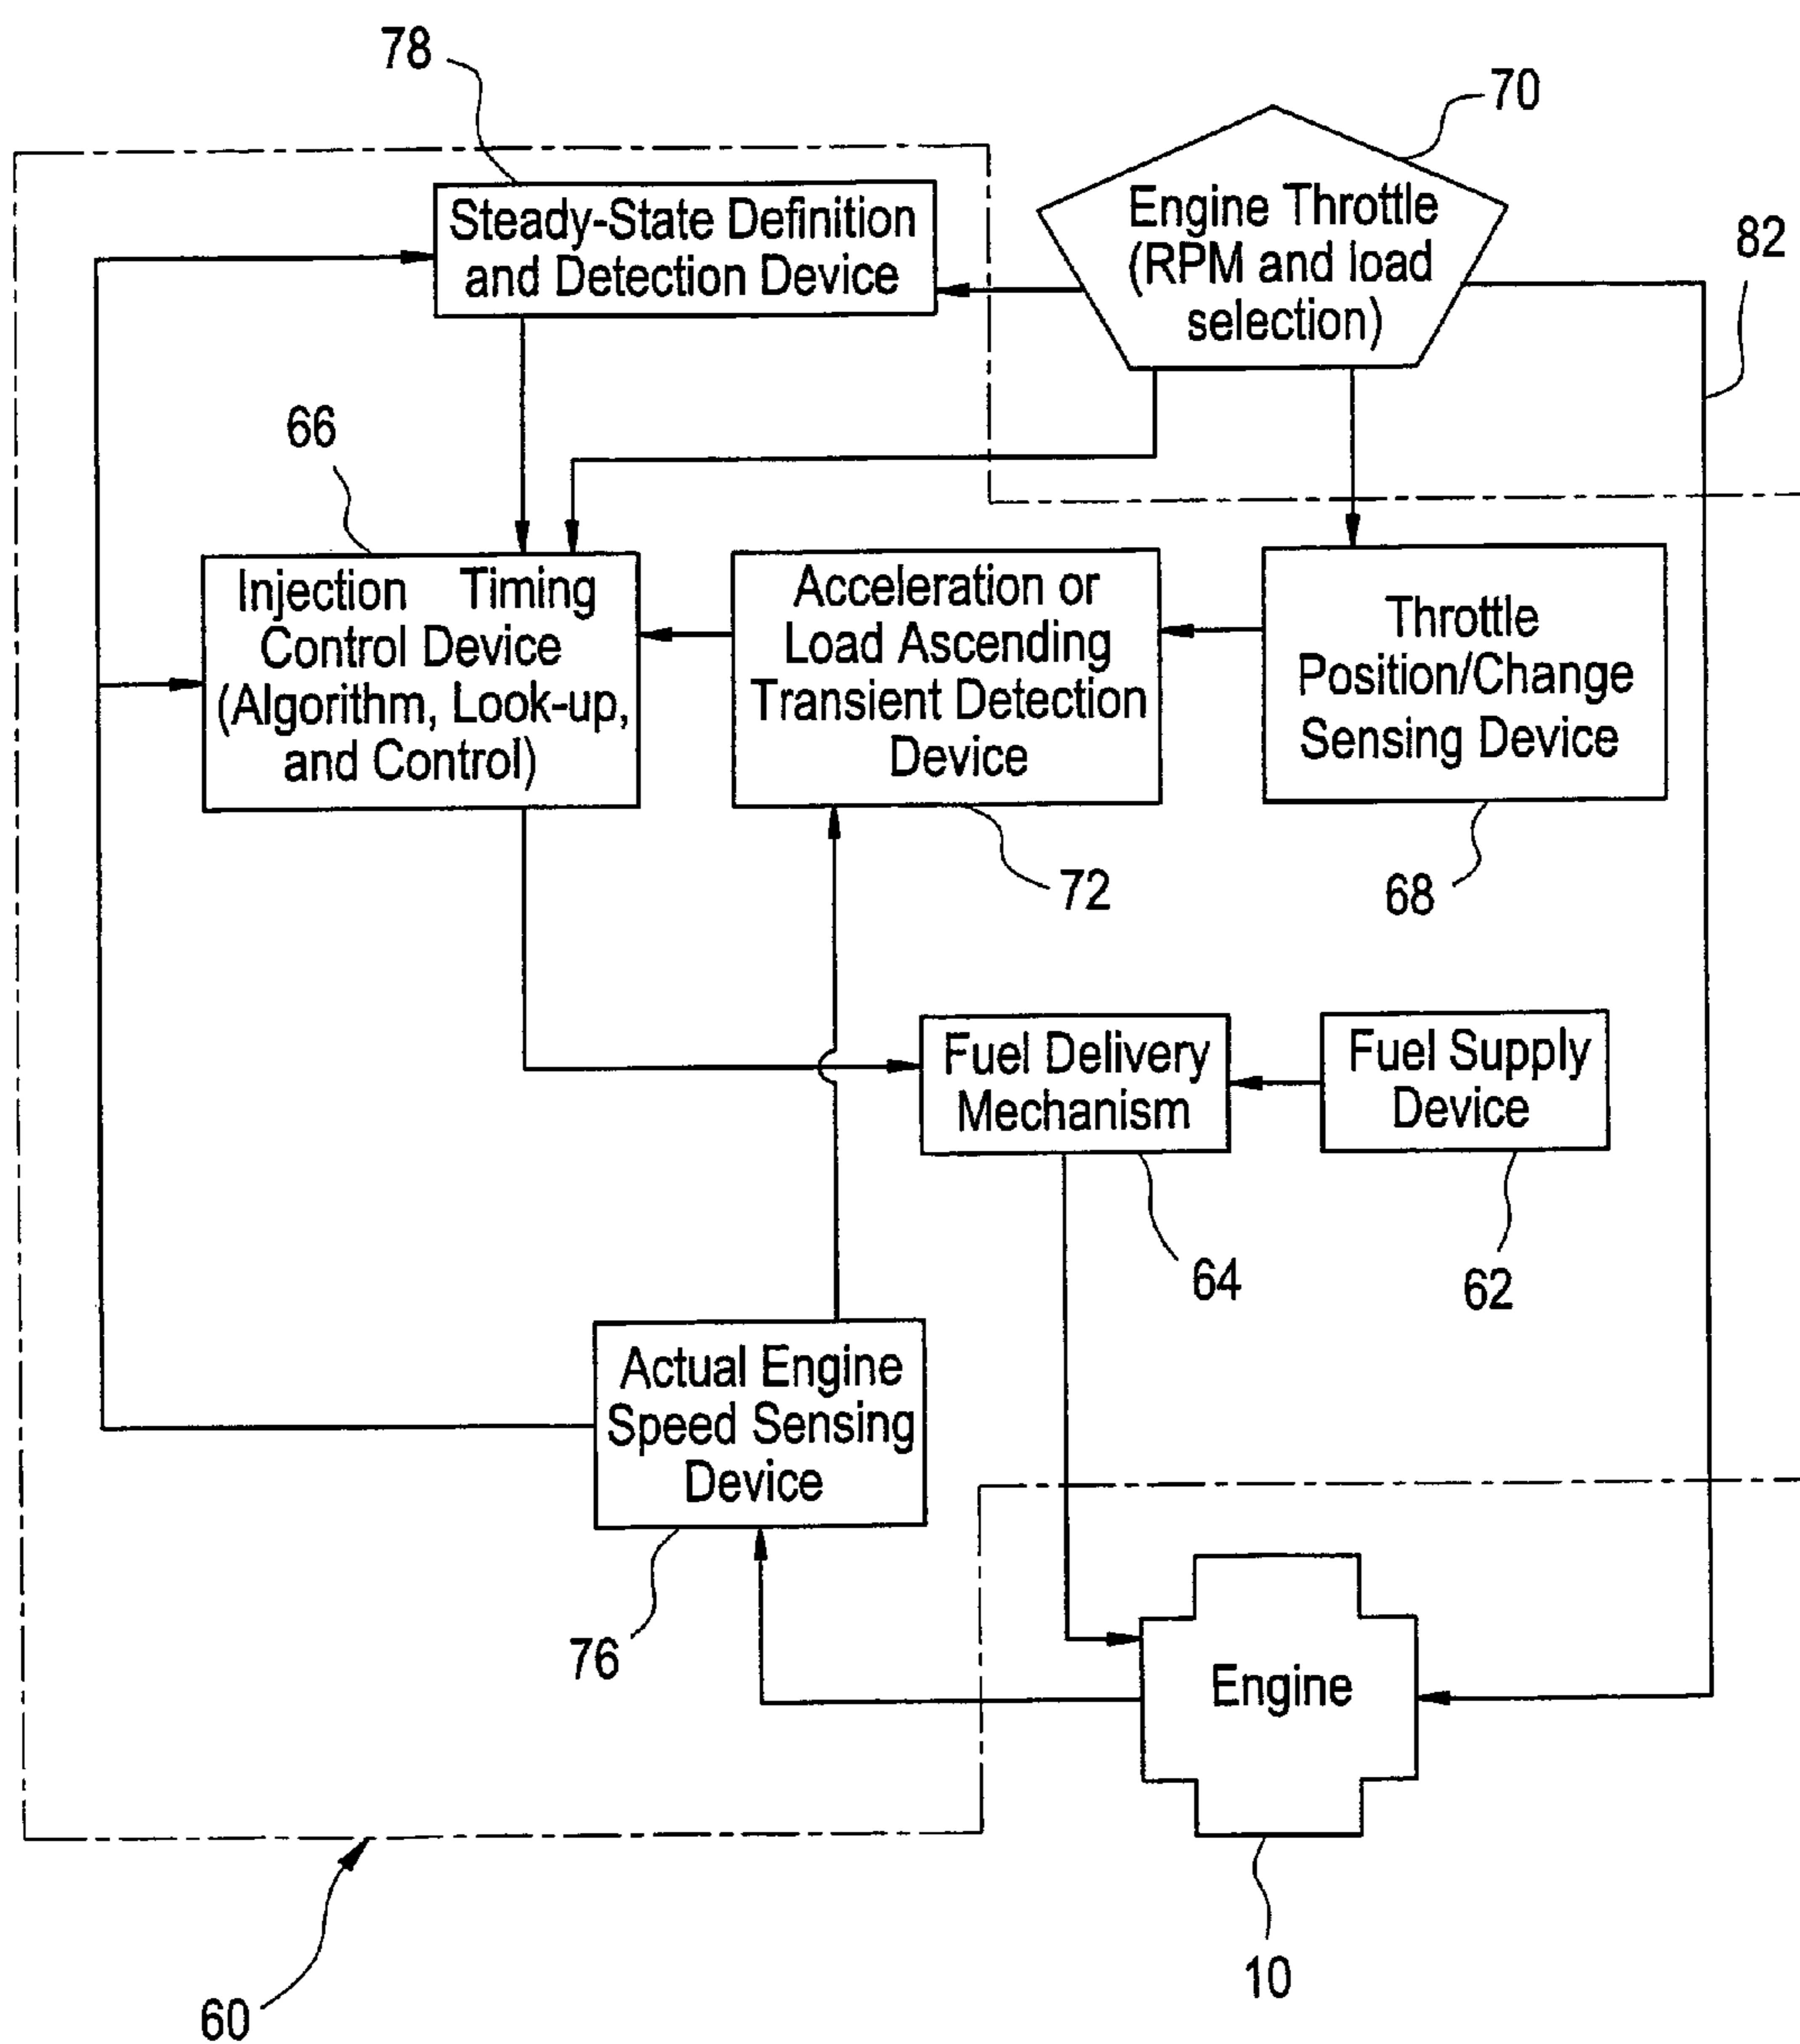 78
70
Steady-State Definition
and Detection Device
Engine Throttle
(RPM and load
selection)
82
66
Injection Timing
Control Device
(Algorithm, Look-up,
and Control)
Acceleration or
Load Ascending
Transient Detection
Device
Throttle
Position/Change
Sensing Device
72
68
Fuel Delivery
Mechanism
Fuel Supply
Device
64
62
Actual Engine
Speed Sensing
Device
76
Engine
10
60